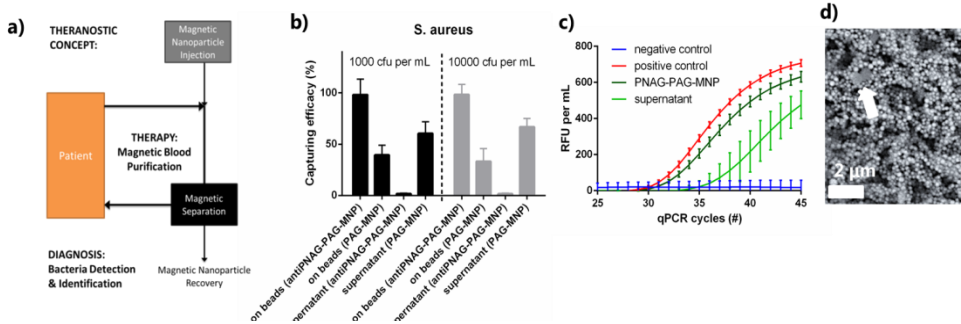 a)
THERANOSTIC
CONCEPT:
Magnetic
Nanoparticle
Injection
Patient
THERAPY:
Magnetic Blood
Purification
Magnetic
Separation
DIAGNOSIS:
Bacteria Detection
& Identification
Magnetic Nanoparticle
Recovery
b)
S. aureus
1000 cfu per mL
10000 cfu per mL
Capturing efficacy (%)
150
100
50
0
on beads (antiPNAG-PAG-MNP)
on beads (PAG-MNP)
pernatant (antiPNAG-PAG-MNP)
supernatant (PAG-MNP)
on beads (antiPNAG-PAG-MNP)
on beads (PAG-MNP)
pernatant (antiPNAG-PAG-MNP)
supernatant (PAG-MNP)
c)
negative control
positive control
PNAG-PAG-MNP
supernatant
RFU per mL
800
600
400
200
0
25
30
35
40
45
qPCR cycles (#)
d)
2 μm